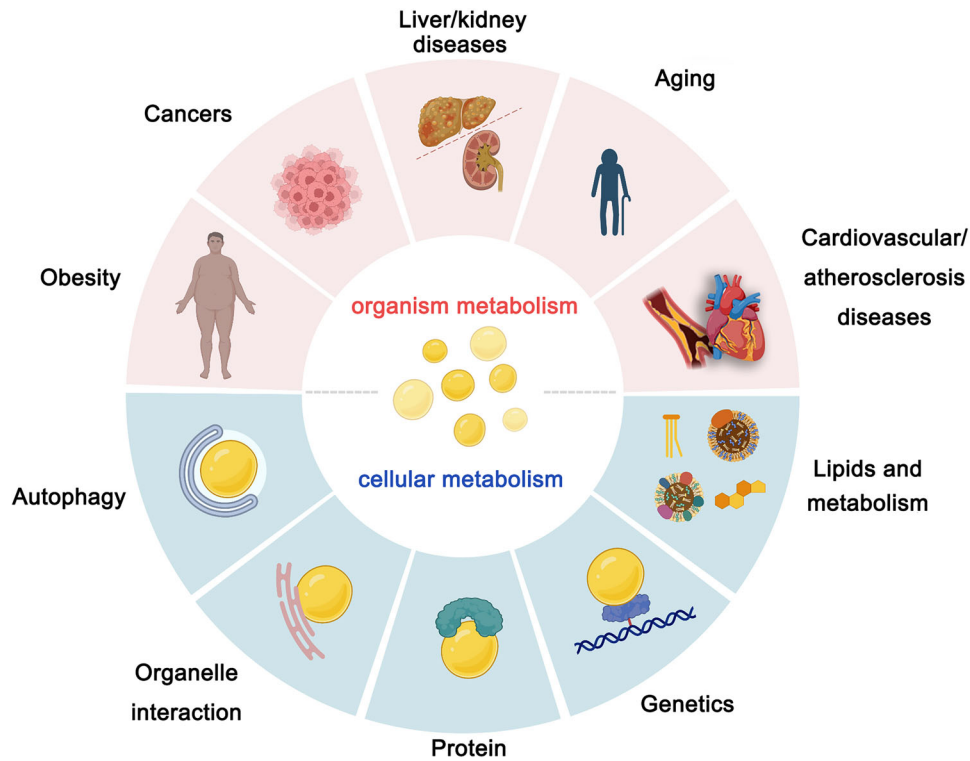 Liver/kidney
diseases
Aging
Cancers
Cardiovascular/
atherosclerosis
diseases
Obesity
organism metabolism
cellular metabolism
Lipids and
metabolism
Autophagy
Organelle
interaction
Genetics
Protein